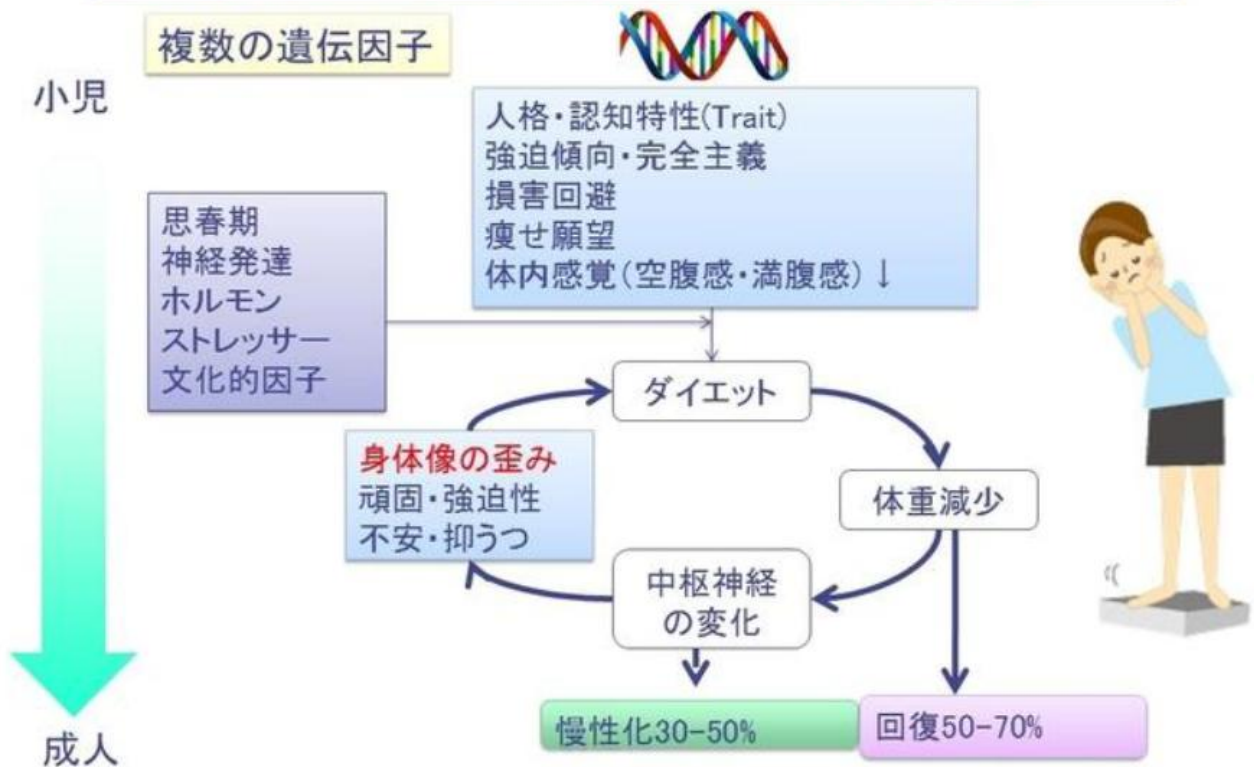 複数の遺伝因子
小児
人格・認知特性(Trait)
強迫傾向・完全主義
損害回避
痩せ願望
体内感覚(空腹感・満腹感)↓
思春期
神経発達
ホルモン
ストレッサー
文化的因子
ダイエット
身体像の歪み
頑固・強迫性
不安・抑うつ
体重減少
中枢神経
の変化
慢性化30-50%
回復50-70%
成人